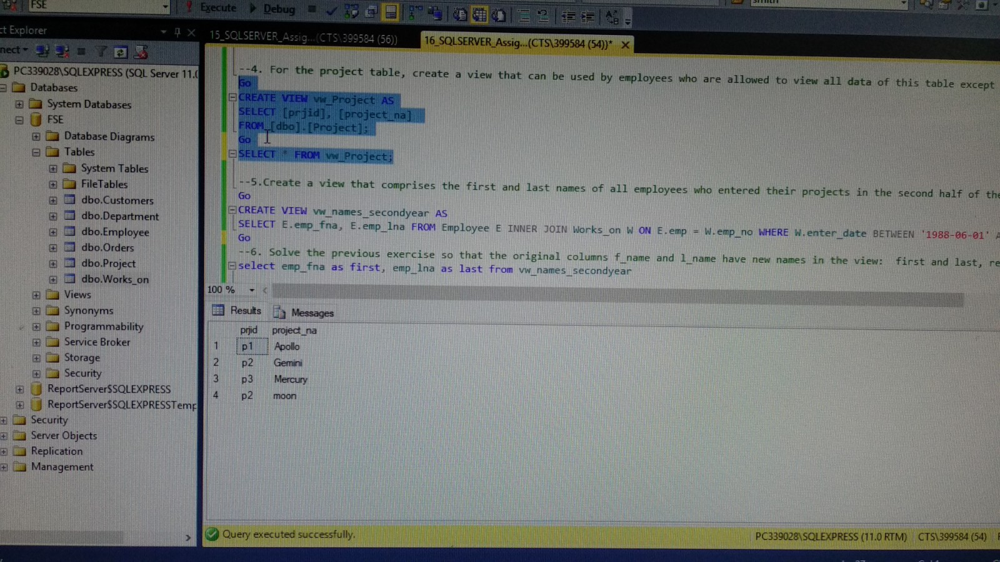 FSE
Execute
Debug
smith
ct Explorer
nect
PC339028\SQLEXPRESS (SQL Server 11.0
Databases
System Databases
FSE
Database Diagrams
Tables
System Tables
FileTables
dbo.Customers
dbo.Department
dbo.Employee
dbo.Orders
dbo.Project
dbo.Works_on
Views
Synonyms
Programmability
Service Broker
Storage
Security
ReportServer$SQLEXPRESS
ReportServer$SQLEXPRESSTemp
Security
Server Objects
Replication
Management
15_SQLSERVER_Assig...(CTS\399584 (56))
16_SQLSERVER_Assig...(CTS\399584 (54))*
--4. For the project table, create a view that can be used by employees who are allowed to view all data of this table except
Go
CREATE VIEW vw_Project AS
SELECT [prjid], [project_na]
FROM [dbo].[Project];
Go
SELECT * FROM vw_Project;
--5.Create a view that comprises the first and last names of all employees who entered their projects in the second half of the
Go
CREATE VIEW vw_names_secondyear AS
SELECT E.emp_fna, E.emp_lna FROM Employee E INNER JOIN Works_on W ON E.emp = W.emp_no WHERE W.enter_date BETWEEN '1988-06-01' A
Go
--6. Solve the previous exercise so that the original columns f_name and l_name have new names in the view: first and last, re
select emp_fna as first, emp_lna as last from vw_names_secondyear
100 %
Results Messages
prjid project_na
1 p1 Apollo
2 p2 Gemini
3 p3 Mercury
4 p2 moon
Query executed successfully.
PC339028\SQLEXPRESS (11.0 RTM) CTS\399584 (54)